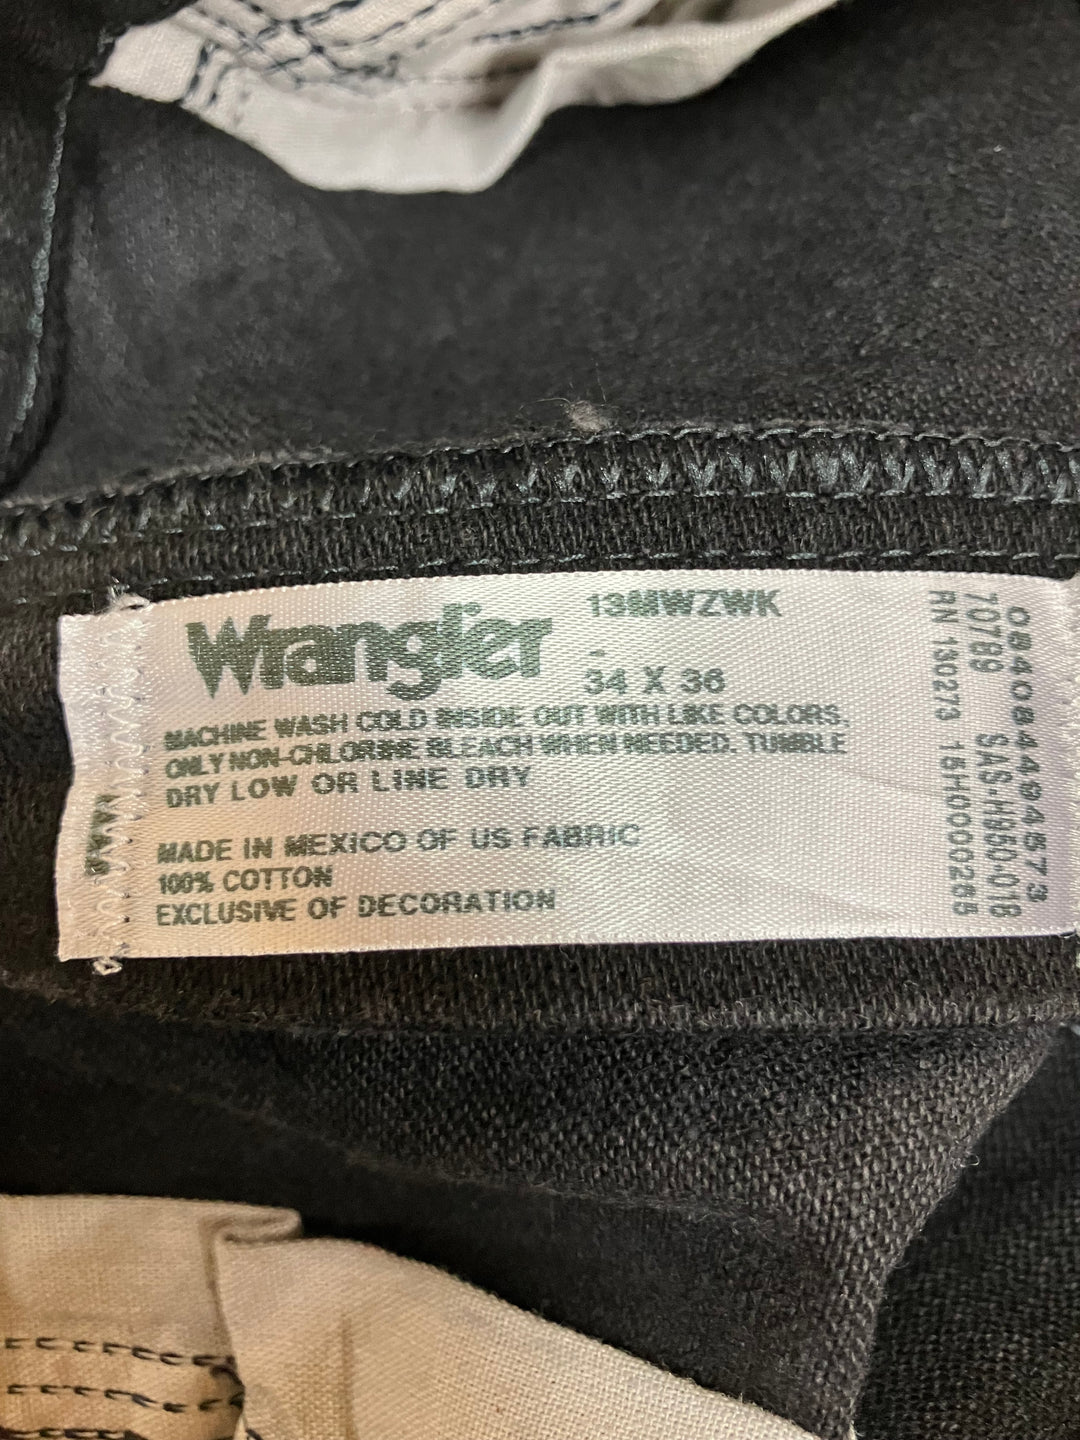 Wrangler 13MWZWK
34 X 36
MACHINE WASH COLD INSIDE OUT WITH LIKE COLORS.
ONLY NON-CHLORINE BLEACH WHEN NEEDED. TUMBLE
DRY LOW OR LINE DRY
MADE IN MEXICO OF US FABRIC
100% COTTON
EXCLUSIVE OF DECORATION
084084494573
70789 SAS-H950-018
RN 130273 15H0000265